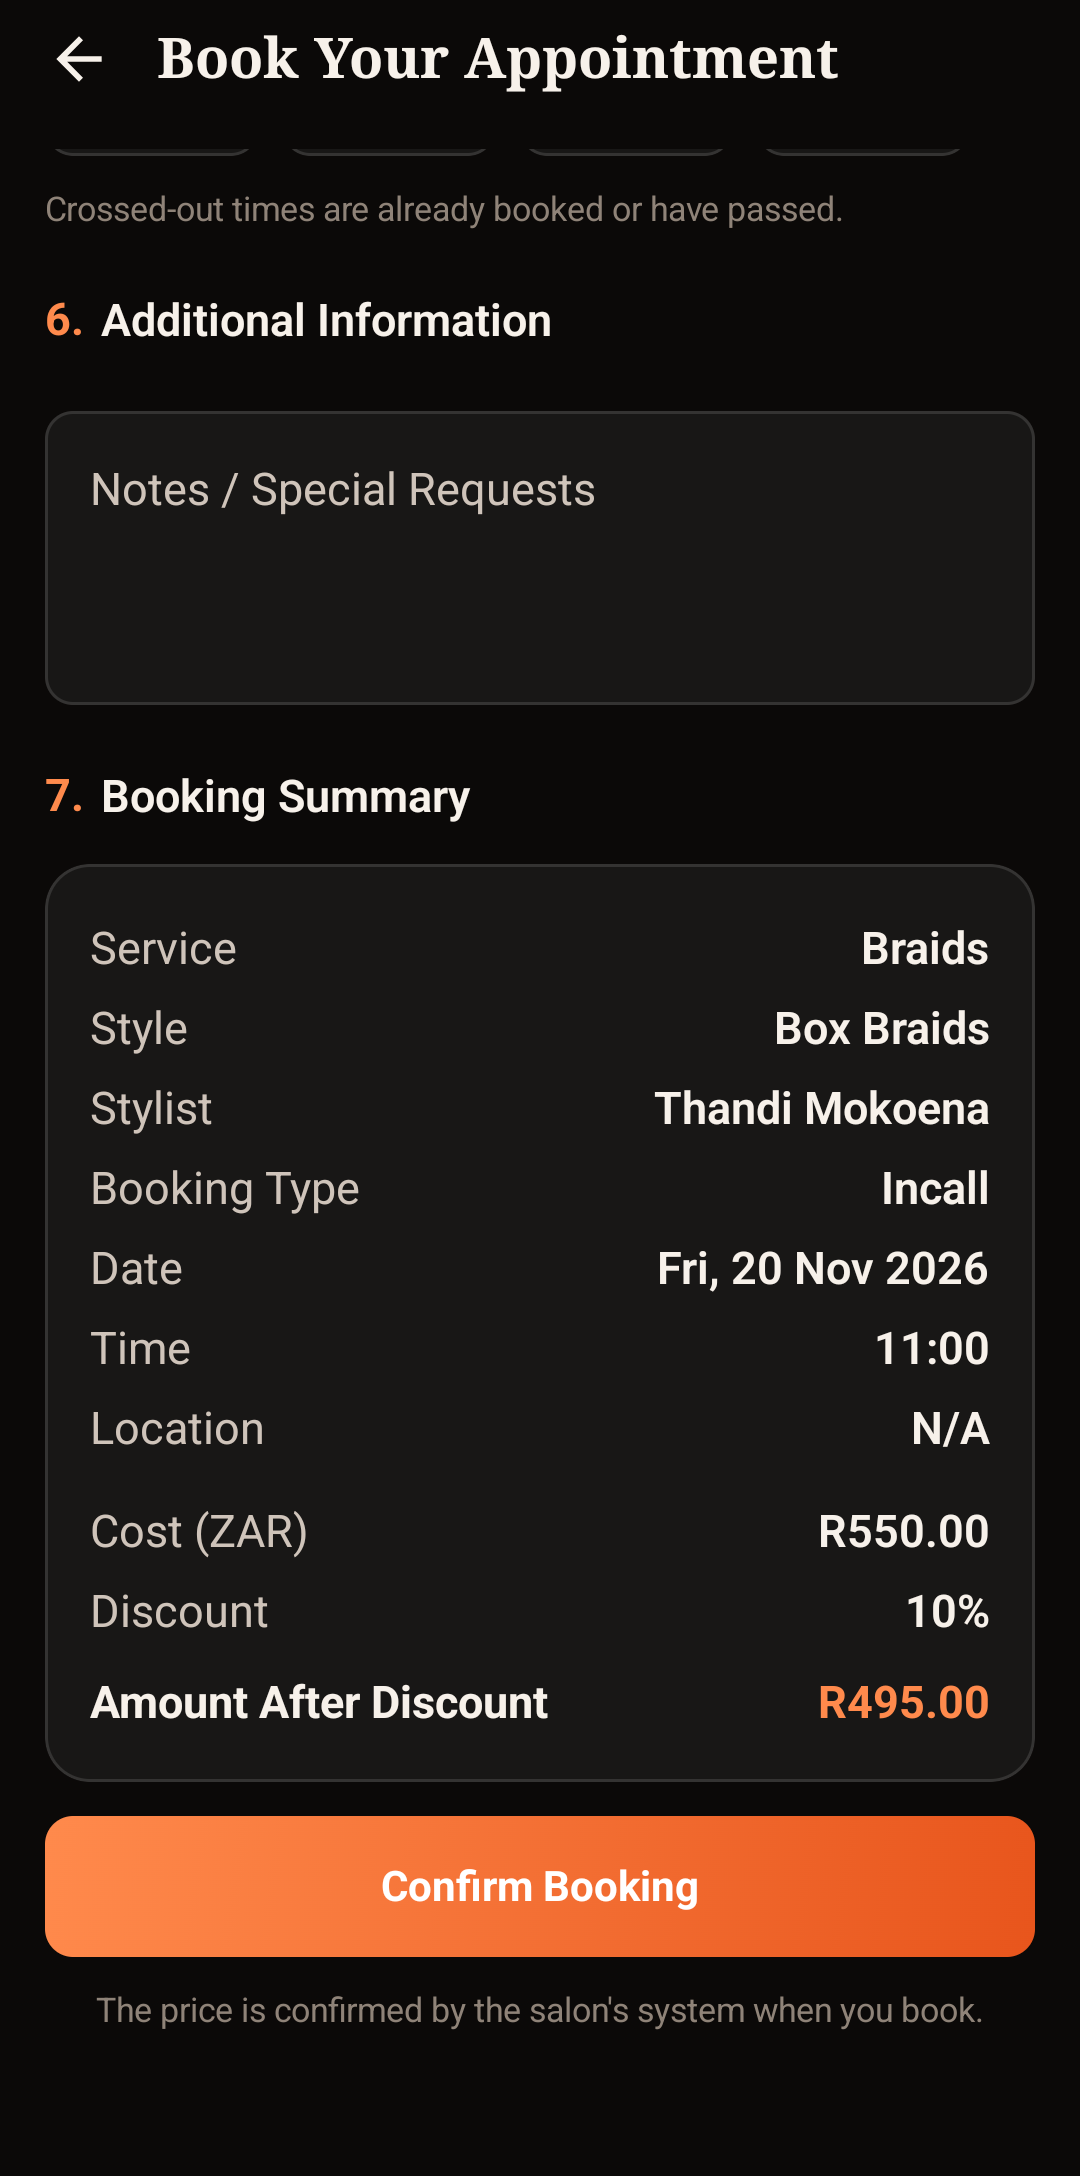 Book Your Appointment
Crossed-out times are already booked or have passed.
6. Additional Information
Notes / Special Requests
7. Booking Summary
Service Braids
Style Box Braids
Stylist Thandi Mokoena
Booking Type Incall
Date Fri, 20 Nov 2026
Time 11:00
Location N/A
Cost (ZAR) R550.00
Discount 10%
Amount After Discount R495.00
Confirm Booking
The price is confirmed by the salon's system when you book.